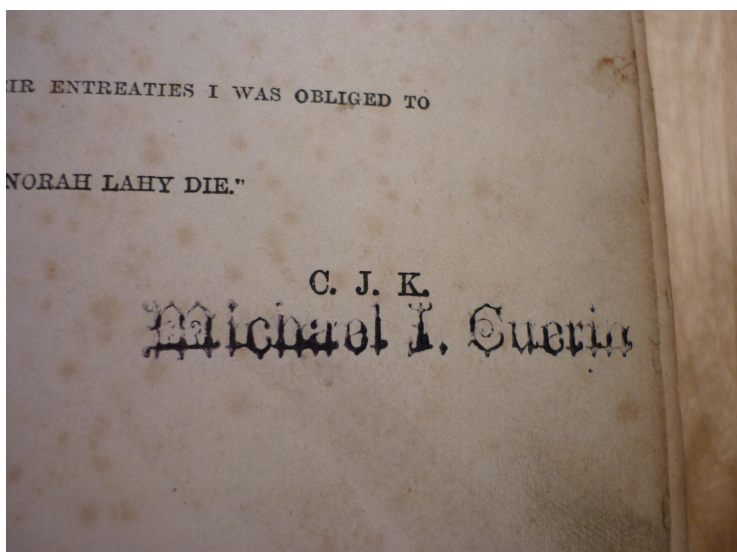 IR ENTREATIES I WAS OBLIGED TO
NORAH LAHY DIE."
C. J. K.
Michael I. Guerin